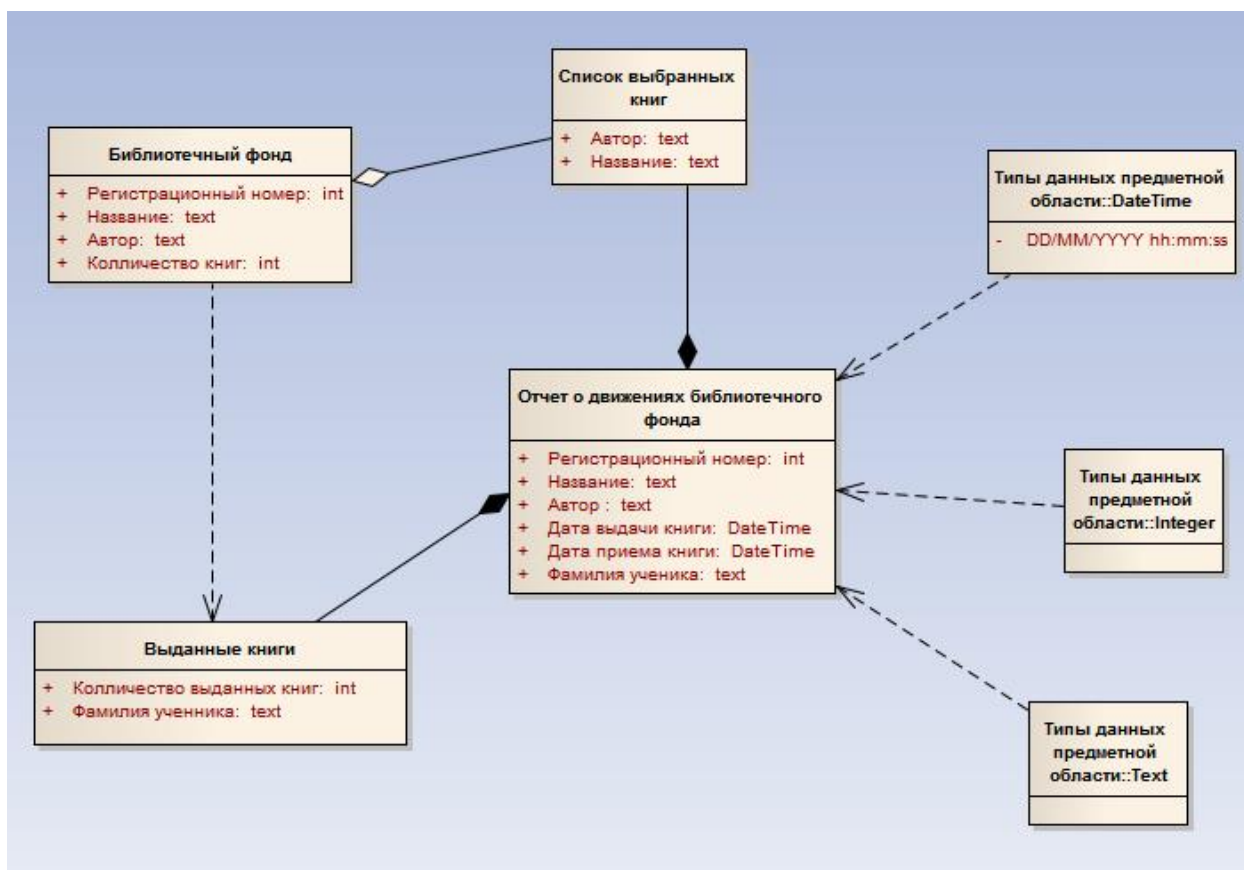 Список выбранных
книг
+ Автор: text
+ Название: text
Библиотечный фонд
+ Регистрационный номер: int
+ Название: text
+ Автор: text
+ Колличество книг: int
Типы данных предметной
области::DateTime
- DD/MM/YYYY hh:mm:ss
Отчет о движениях библиотечного
фонда
+ Регистрационный номер: int
+ Название: text
+ Автор : text
+ Дата выдачи книги: DateTime
+ Дата приема книги: DateTime
+ Фамилия ученика: text
Типы данных
предметной
области::Integer
Выданные книги
+ Колличество выданных книг: int
+ Фамилия ученника: text
Типы данных
предметной
области::Text